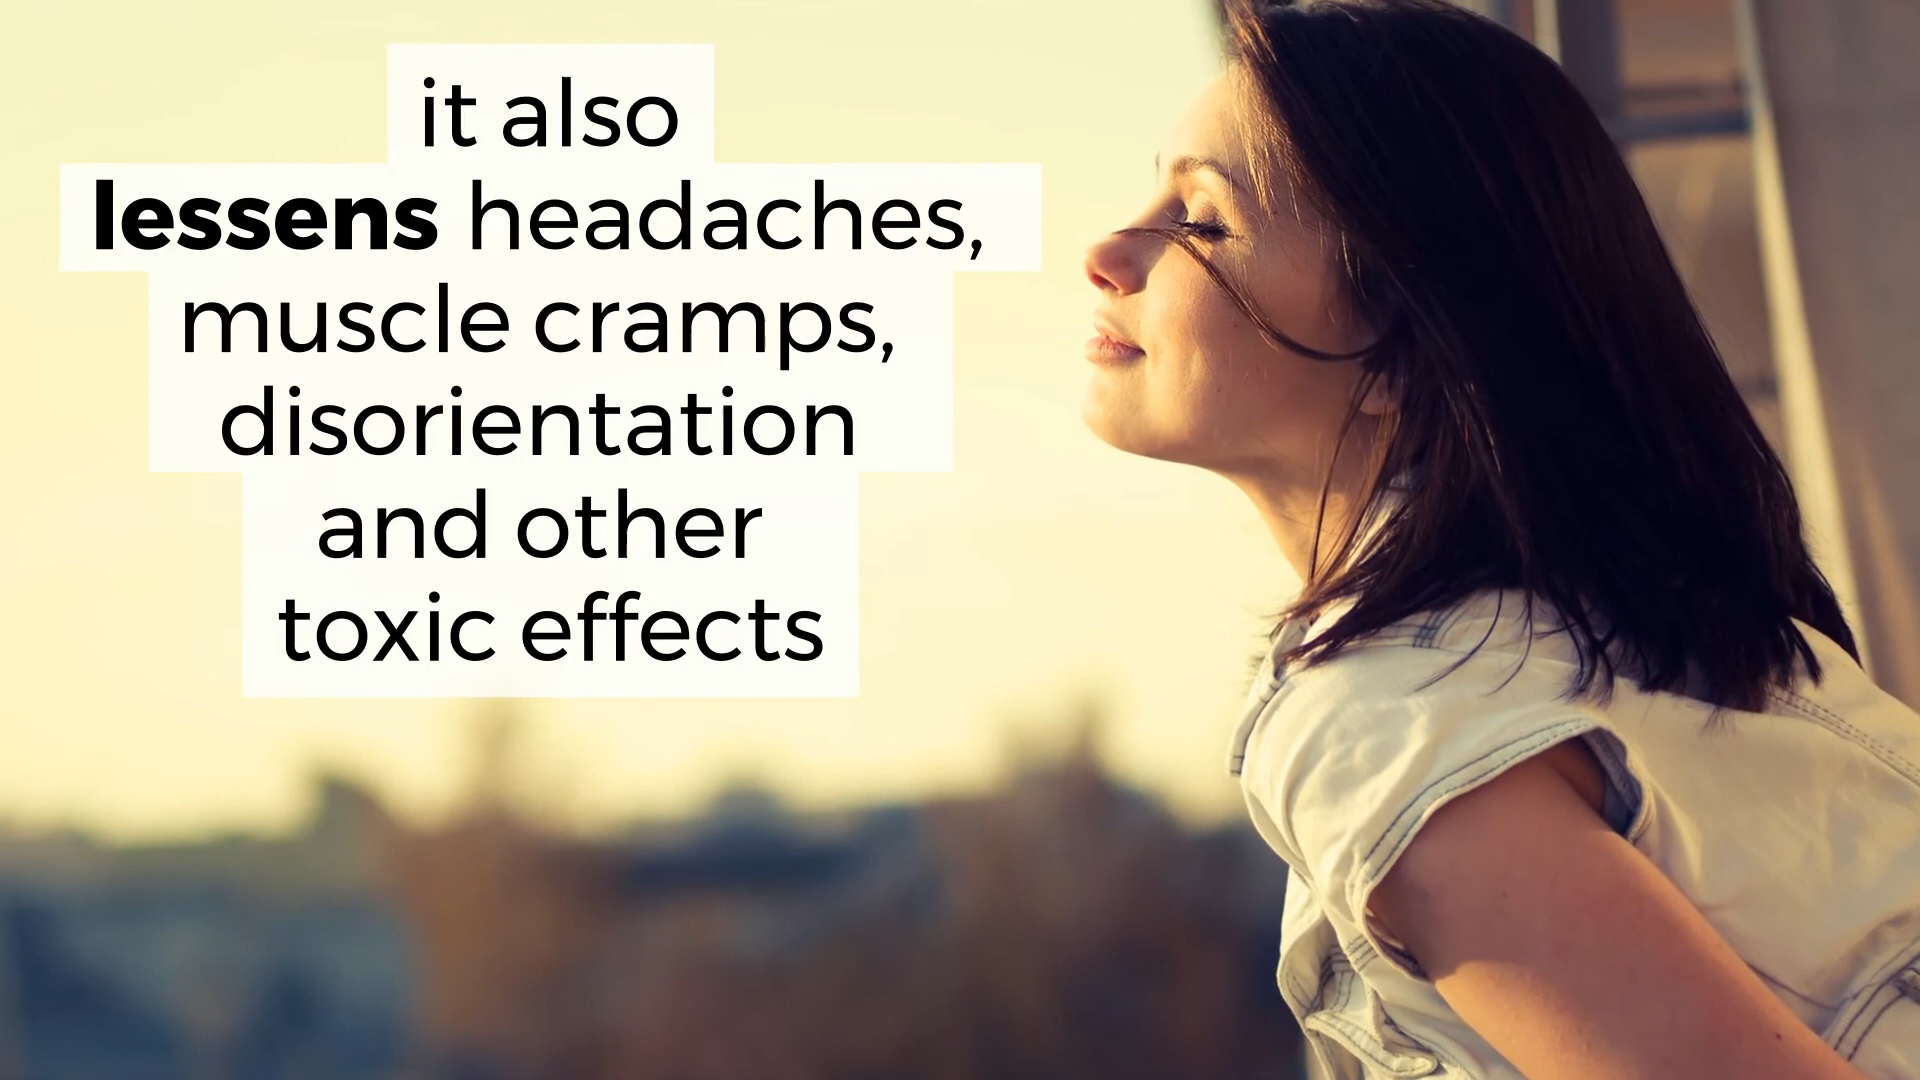 it also
lessens headaches,
muscle cramps,
disorientation
and other
toxic effects